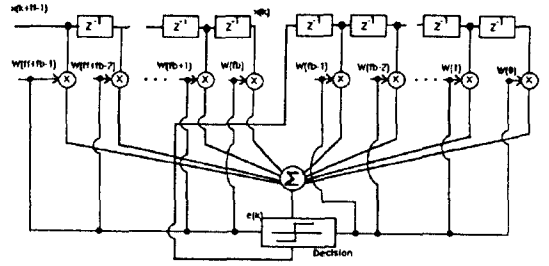 x(k+ff-1)
x(k)
z⁻¹ z⁻¹ z⁻¹ z⁻¹ z⁻¹ z⁻¹ z⁻¹
W(ff+fb-1) W(ff+fb-2) ... W(fb+1) W(fb) W(fb-1) W(fb-2) ... W(1) W(0)
X X X X X X X X
Σ
e(k)
Decision